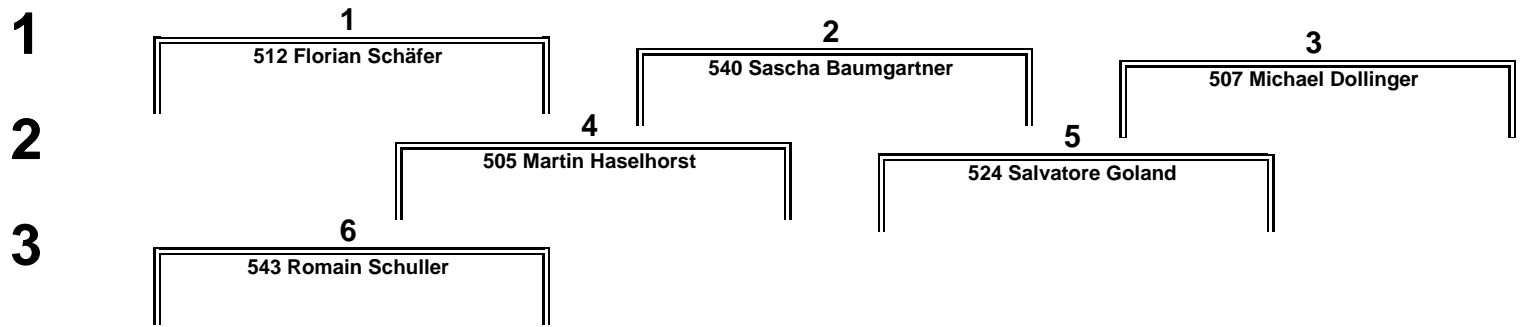 1
1
512 Florian Schäfer
2
540 Sascha Baumgartner
3
507 Michael Dollinger
2
4
505 Martin Haselhorst
5
524 Salvatore Goland
3
6
543 Romain Schuller